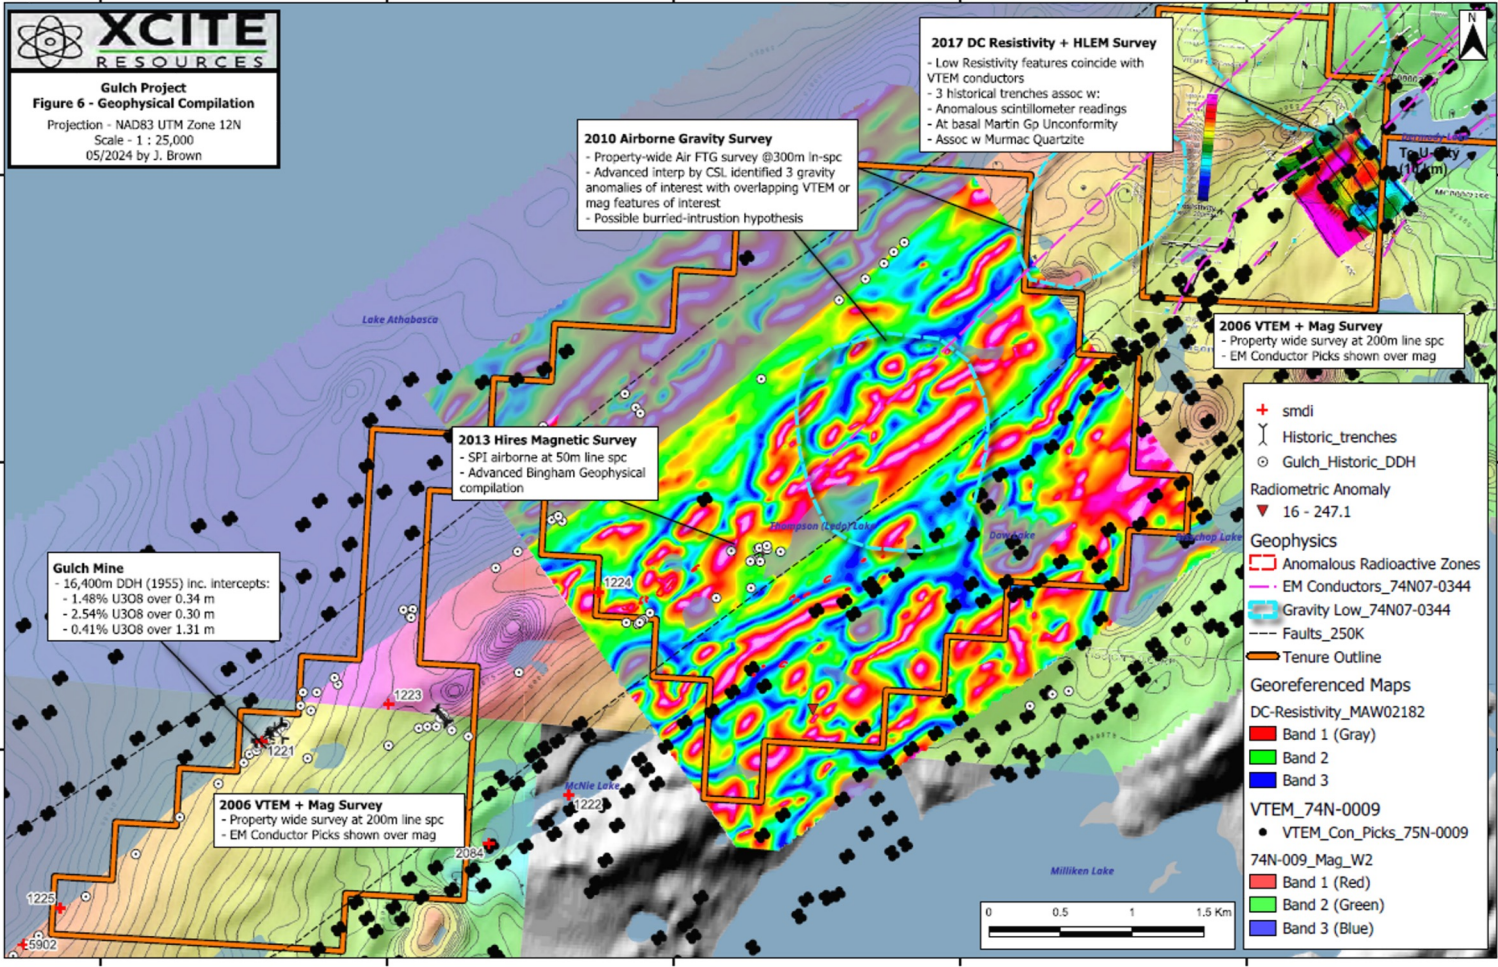 XCITE
RESOURCES
Gulch Project
Figure 6 - Geophysical Compilation
Projection - NAD83 UTM Zone 12N
Scale - 1 : 25,000
05/2024 by J. Brown
2017 DC Resistivity + HLEM Survey
- Low Resistivity features coincide with
VTEM conductors
- 3 historical trenches assoc w:
- Anomalous scintillometer readings
- At basal Martin Gp Unconformity
- Assoc w Murmac Quartzite
N
2010 Airborne Gravity Survey
- Property-wide Air FTG survey @300m ln-spc
- Advanced interp by CSL identified 3 gravity
anomalies of interest with overlapping VTEM or
mag features of interest
- Possible burried-intrustion hypothesis
To U-City
(10 km)
Lake Athabasca
2006 VTEM + Mag Survey
- Property wide survey at 200m line spc
- EM Conductor Picks shown over mag
2013 Hires Magnetic Survey
- SPI airborne at 50m line spc
- Advanced Bingham Geophysical
compilation
Thompson (Ledo) Lake
Daw Lake
Gulch Mine
- 16,400m DDH (1955) inc. intercepts:
- 1.48% U3O8 over 0.34 m
- 2.54% U3O8 over 0.30 m
- 0.41% U3O8 over 1.31 m
1224
1223
1221
McNie Lake
1222
2006 VTEM + Mag Survey
- Property wide survey at 200m line spc
- EM Conductor Picks shown over mag
2084
Milliken Lake
1225
5902
0 0.5 1 1.5 Km
smdi
Historic_trenches
Gulch_Historic_DDH
Radiometric Anomaly
16 - 247.1
Geophysics
Anomalous Radioactive Zones
EM Conductors_74N07-0344
Gravity Low_74N07-0344
Faults_250K
Tenure Outline
Georeferenced Maps
DC-Resistivity_MAW02182
Band 1 (Gray)
Band 2
Band 3
VTEM_74N-0009
VTEM_Con_Picks_75N-0009
74N-009_Mag_W2
Band 1 (Red)
Band 2 (Green)
Band 3 (Blue)